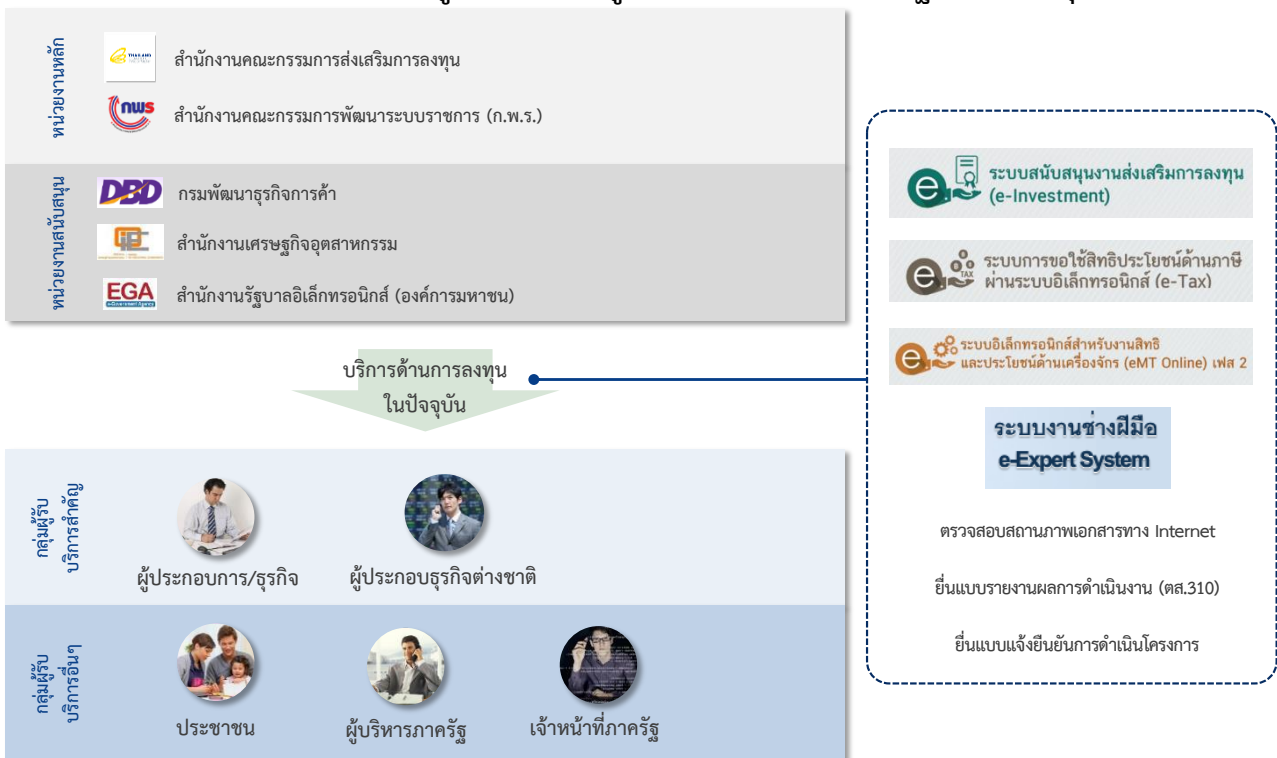 หน่วยงานหลัก
สำนักงานคณะกรรมการส่งเสริมการลงทุน
กพร
สำนักงานคณะกรรมการพัฒนาระบบราชการ (ก.พ.ร.)
หน่วยงานสนับสนุน
DBD
กรมพัฒนาธุรกิจการค้า
สำนักงานเศรษฐกิจอุตสาหกรรม
EGA
e-Government Agency
สำนักงานรัฐบาลอิเล็กทรอนิกส์ (องค์การมหาชน)
บริการด้านการลงทุน
ในปัจจุบัน
กลุ่มผู้รับ
บริการสำคัญ
ผู้ประกอบการ/ธุรกิจ
ผู้ประกอบธุรกิจต่างชาติ
กลุ่มผู้รับ
บริการอื่นๆ
ประชาชน
ผู้บริหารภาครัฐ
เจ้าหน้าที่ภาครัฐ
e
ระบบสนับสนุนงานส่งเสริมการลงทุน
(e-Investment)
e
TAX
ระบบการขอใช้สิทธิประโยชน์ด้านภาษี
ผ่านระบบอิเล็กทรอนิกส์ (e-Tax)
e
ระบบอิเล็กทรอนิกส์สำหรับงานสิทธิ
และประโยชน์ด้านเครื่องจักร (eMT Online) เฟส 2
ระบบงานช่างฝีมือ
e-Expert System
ตรวจสอบสถานภาพเอกสารทาง Internet
ยื่นแบบรายงานผลการดำเนินงาน (ตส.310)
ยื่นแบบแจ้งยืนยันการดำเนินโครงการ